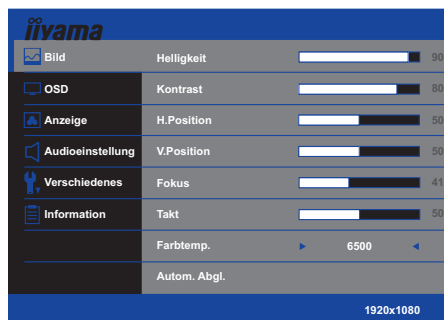 iiyama
Bild
Helligkeit 90
OSD
Kontrast 80
Anzeige
H.Position 50
Audioeinstellung
V.Position 50
Verschiedenes
Fokus 41
Information
Takt 50
Farbtemp. 6500
Autom. Abgl.
1920x1080